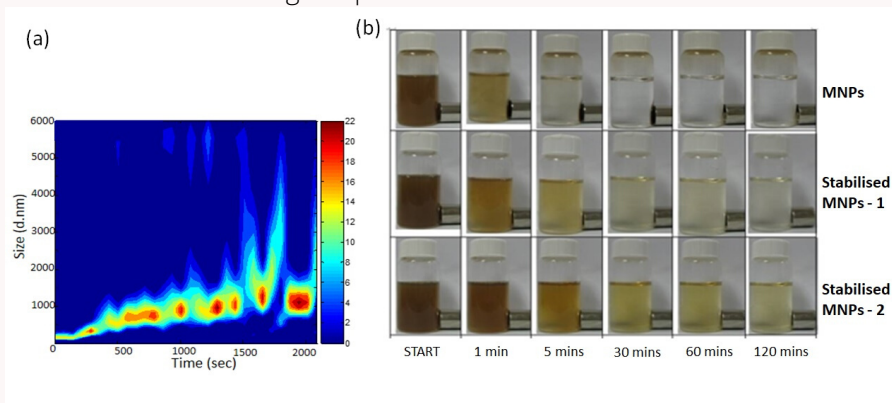 (a)
6000
5000
4000
3000
2000
1000
0
500
1000
1500
2000
Size (d.nm)
Time (sec)
22
20
18
16
14
12
10
8
6
4
2
0
(b)
MNPs
Stabilised
MNPs - 1
Stabilised
MNPs - 2
START
1 min
5 mins
30 mins
60 mins
120 mins